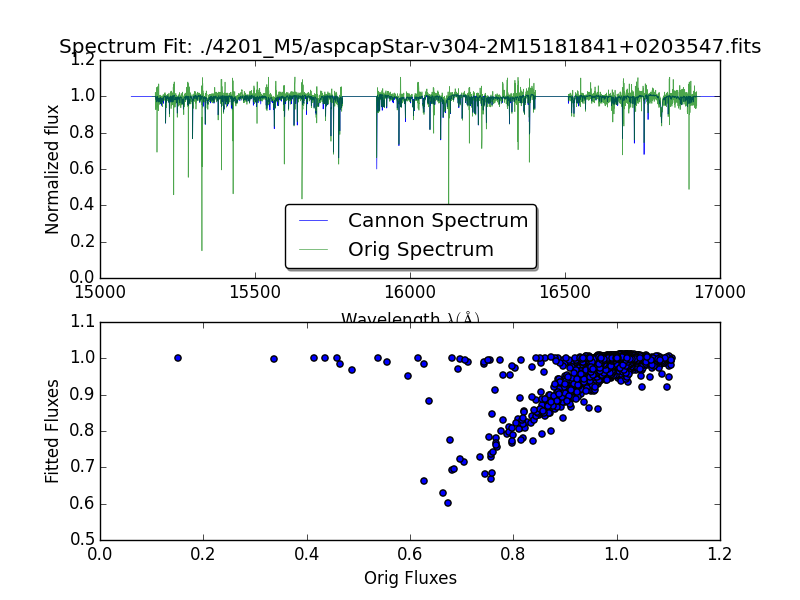 Spectrum Fit: ./4201_M5/aspcapStar-v304-2M15181841+0203547.fits
1.2
1.0
0.8
0.6
0.4
0.2
0.0
Normalized flux
Cannon Spectrum
Orig Spectrum
15000 15500 16000 16500 17000
Wavelength λ(Å)
1.1
1.0
0.9
0.8
0.7
0.6
0.5
Fitted Fluxes
0.0 0.2 0.4 0.6 0.8 1.0 1.2
Orig Fluxes